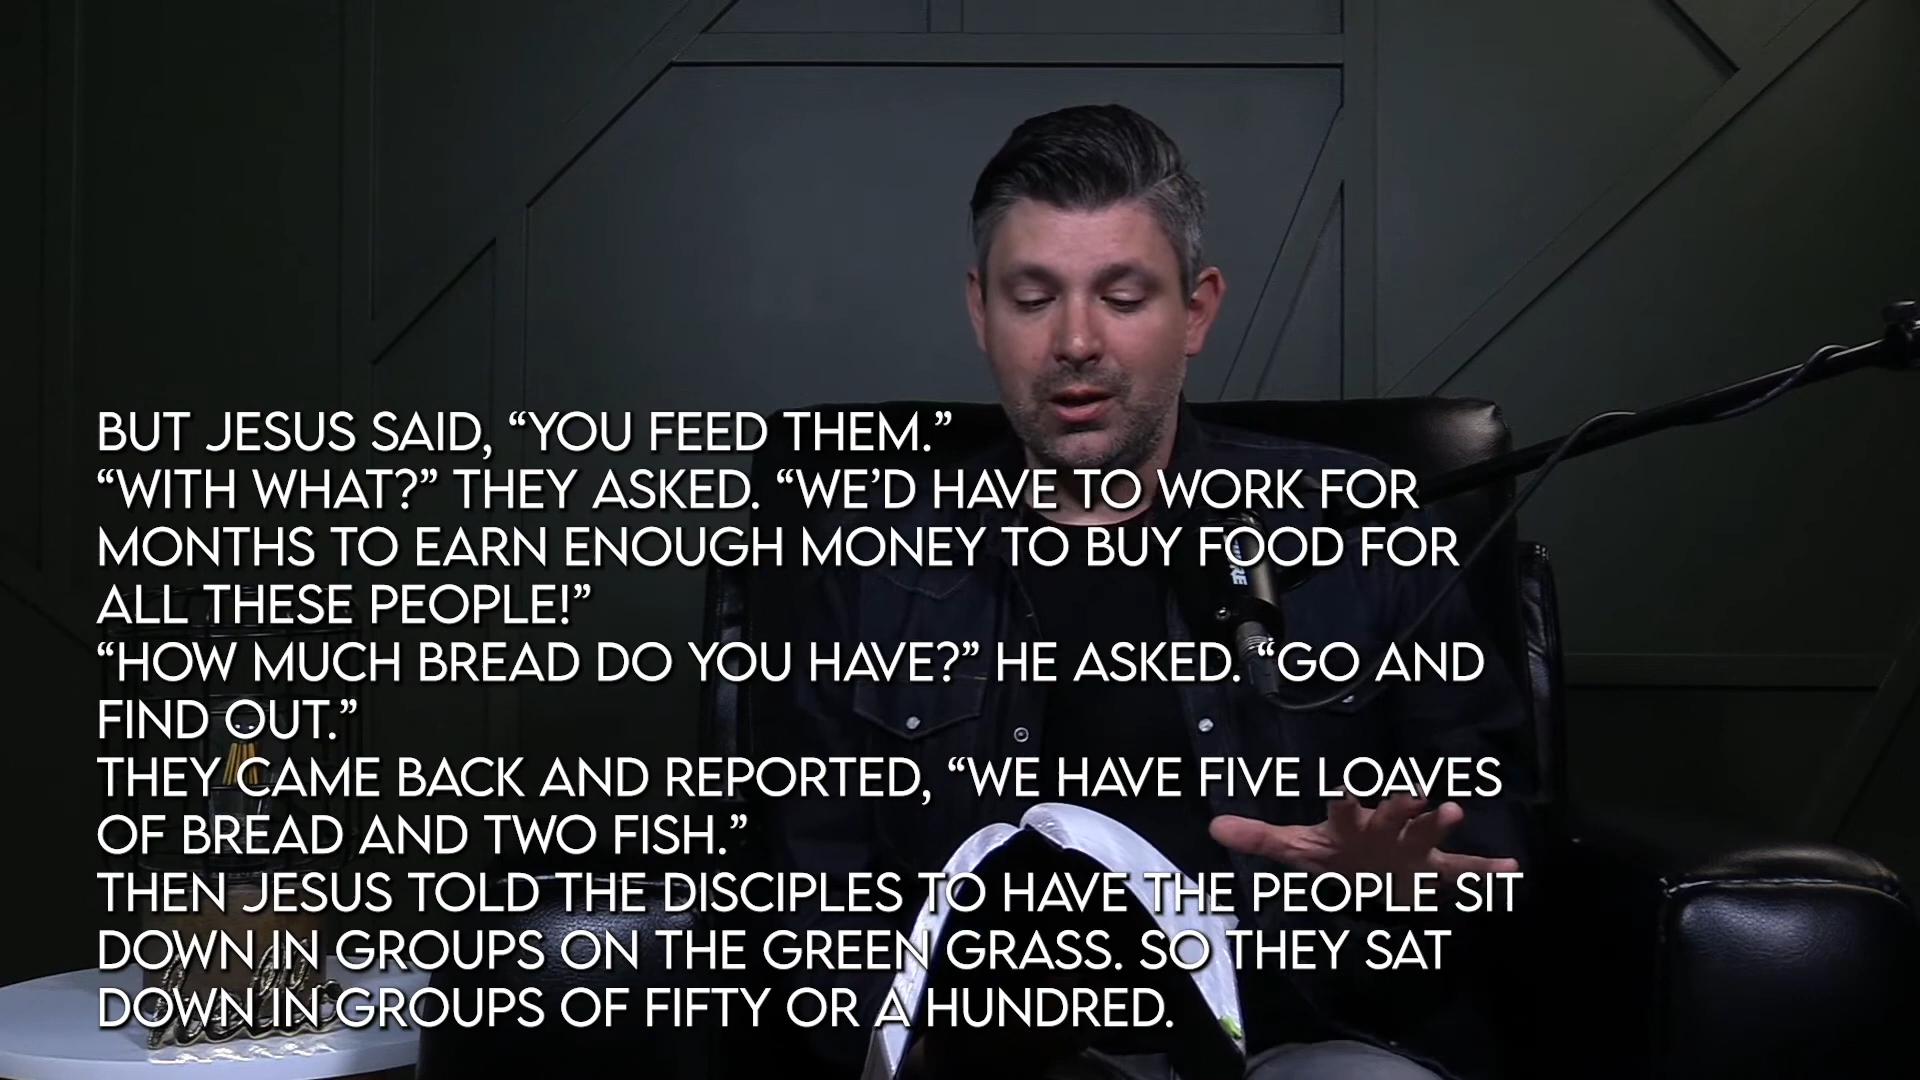 BUT JESUS SAID, “YOU FEED THEM.”
“WITH WHAT?” THEY ASKED. “WE’D HAVE TO WORK FOR
MONTHS TO EARN ENOUGH MONEY TO BUY FOOD FOR
ALL THESE PEOPLE!”
“HOW MUCH BREAD DO YOU HAVE?” HE ASKED. “GO AND
FIND OUT.”
THEY CAME BACK AND REPORTED, “WE HAVE FIVE LOAVES
OF BREAD AND TWO FISH.”
THEN JESUS TOLD THE DISCIPLES TO HAVE THE PEOPLE SIT
DOWN IN GROUPS ON THE GREEN GRASS. SO THEY SAT
DOWN IN GROUPS OF FIFTY OR A HUNDRED.